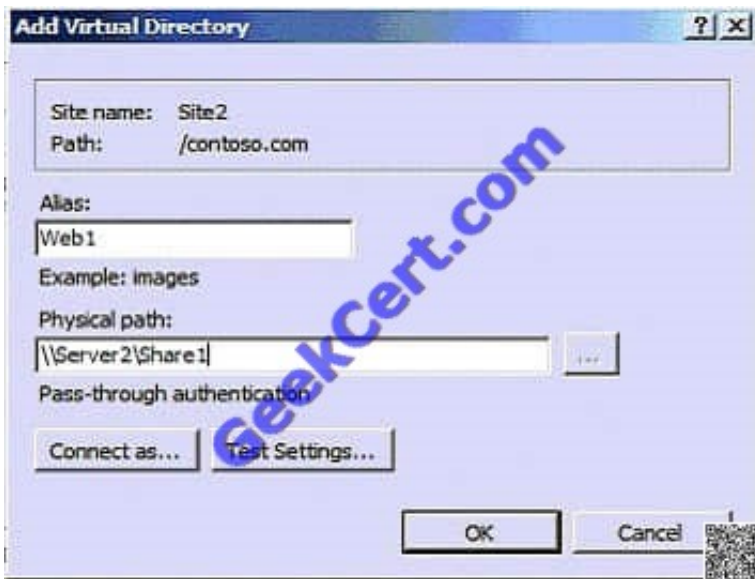 Add Virtual Directory
Site name: Site2
Path: /contoso.com
Alias:
Web1
Example: images
Physical path:
\\Server2\Share1
...
Pass-through authentication
Connect as...
Test Settings...
OK
Cancel
GeekCert.com